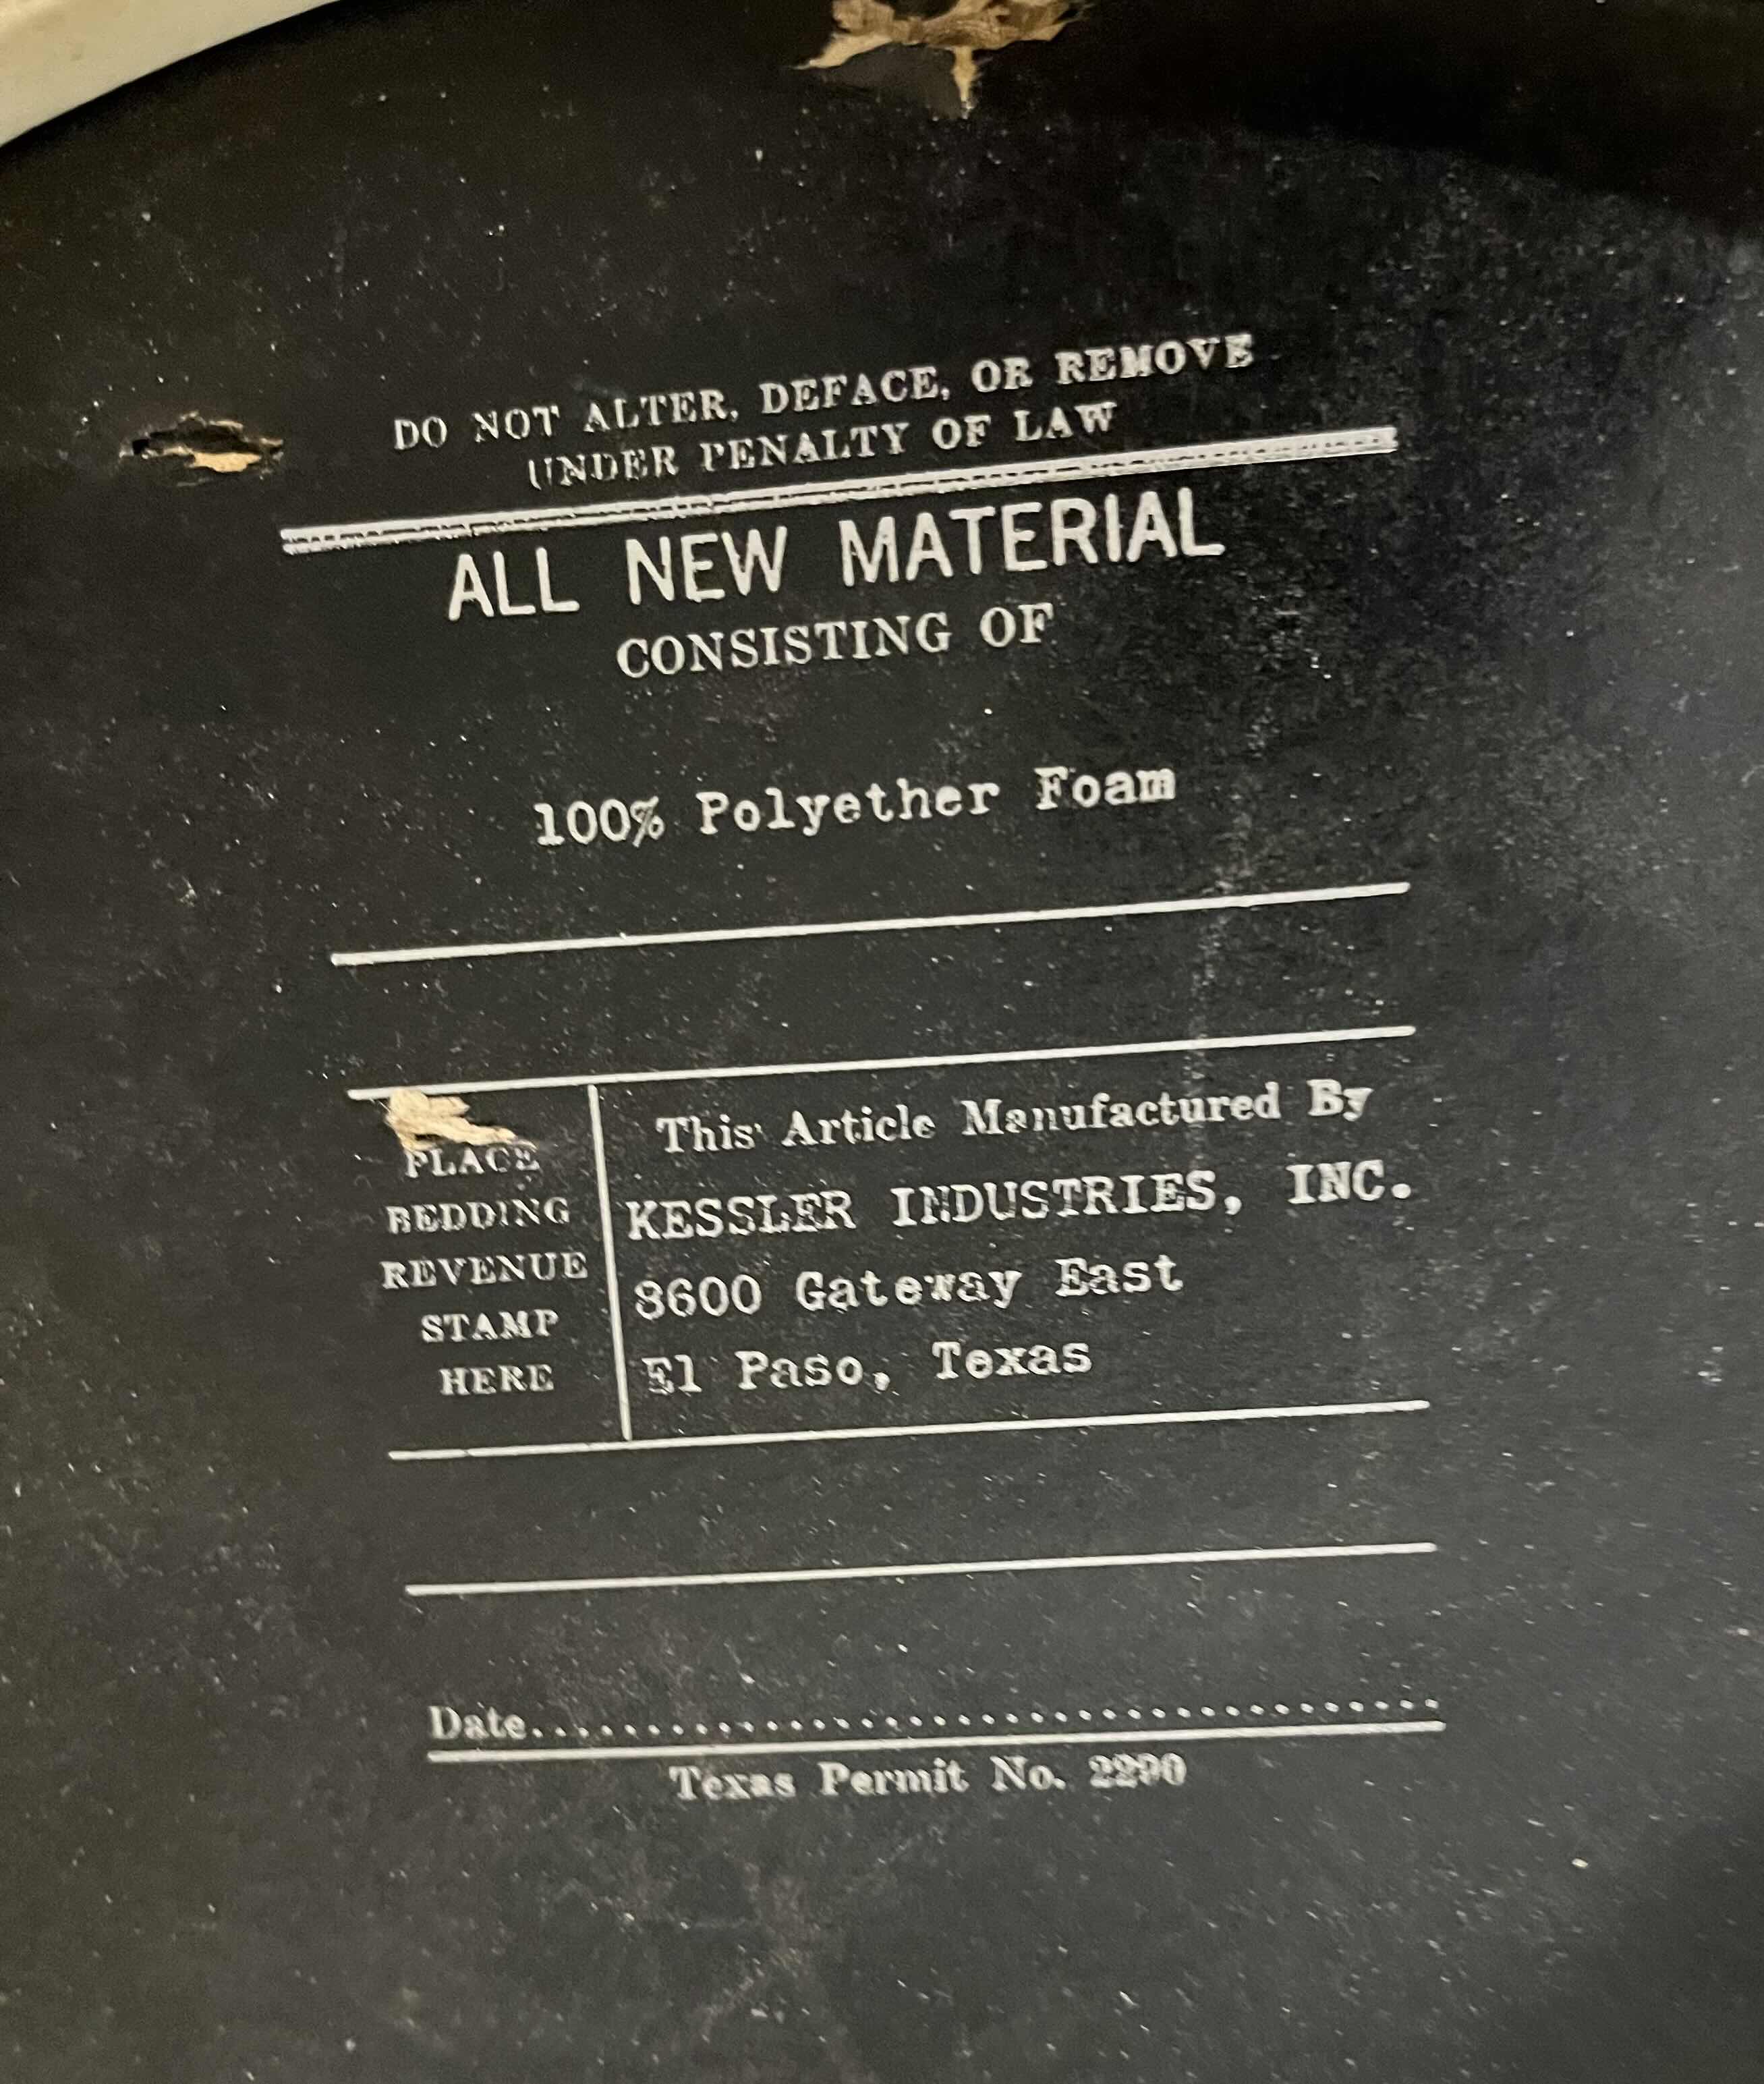 DO NOT ALTER, DEFACE, OR REMOVE
UNDER PENALTY OF LAW
ALL NEW MATERIAL
CONSISTING OF
100% Polyether Foam
PLACE
BEDDING
REVENUE
STAMP
HERE
This Article Manufactured By
KESSLER INDUSTRIES, INC.
8600 Gateway East
El Paso, Texas
Date........................................
Texas Permit No. 2290